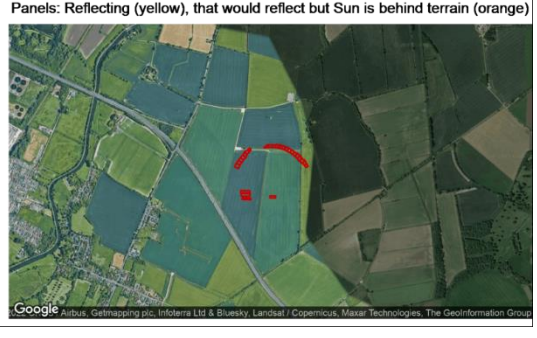 Panels: Reflecting (yellow), that would reflect but Sun is behind terrain (orange)
Google
Airbus, Getmapping plc, Infoterra Ltd & Bluesky, Landsat / Copernicus, Maxar Technologies, The GeoInformation Group